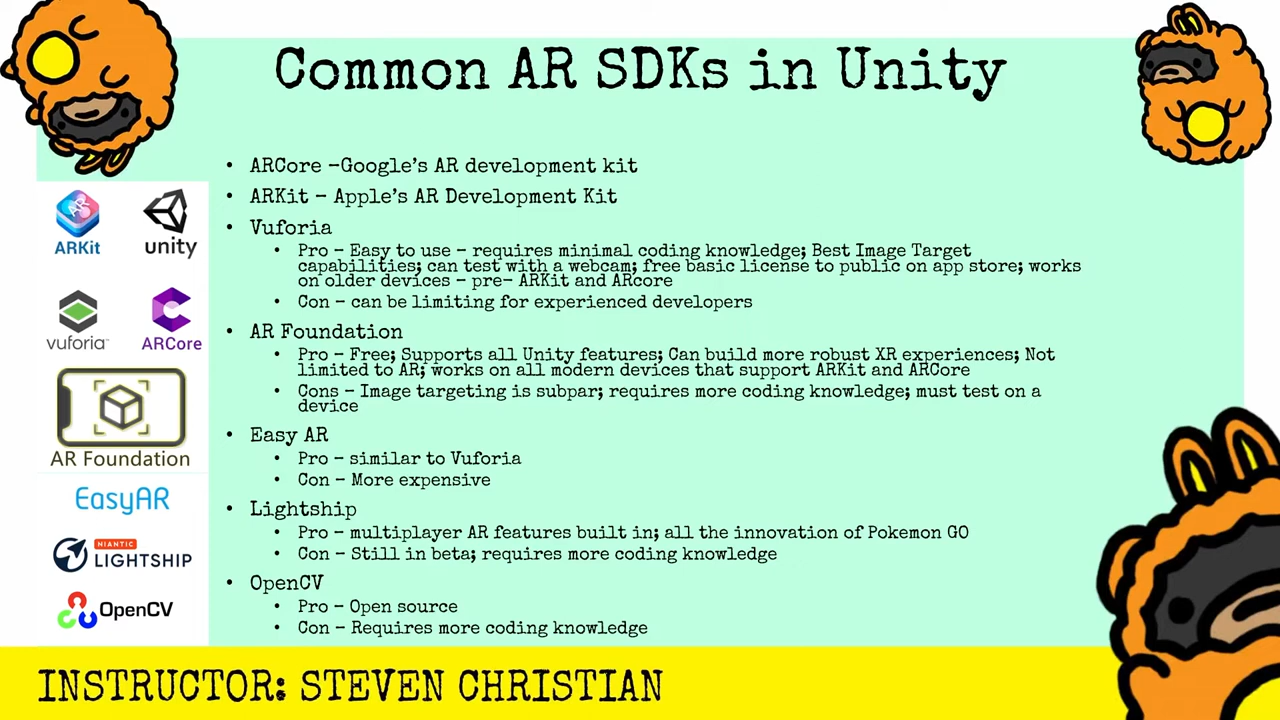 Common AR SDKs in Unity
• ARCore –Google's AR development kit
• ARKit – Apple's AR Development Kit
• Vuforia
• Pro – Easy to use – requires minimal coding knowledge; Best Image Target
capabilities; can test with a webcam; free basic license to public on app store; works
on older devices – pre- ARKit and ARcore
• Con – can be limiting for experienced developers
• AR Foundation
• Pro – Free; Supports all Unity features; Can build more robust XR experiences; Not
limited to AR; works on all modern devices that support ARKit and ARCore
• Cons – Image targeting is subpar; requires more coding knowledge; must test on a
device
• Easy AR
• Pro – similar to Vuforia
• Con – More expensive
• Lightship
• Pro – multiplayer AR features built in; all the innovation of Pokemon GO
• Con – Still in beta; requires more coding knowledge
• OpenCV
• Pro – Open source
• Con – Requires more coding knowledge
AR
ARKit
unity
vuforia
ARCore
AR Foundation
EasyAR
NIANTIC
LIGHTSHIP
OpenCV
INSTRUCTOR: STEVEN CHRISTIAN